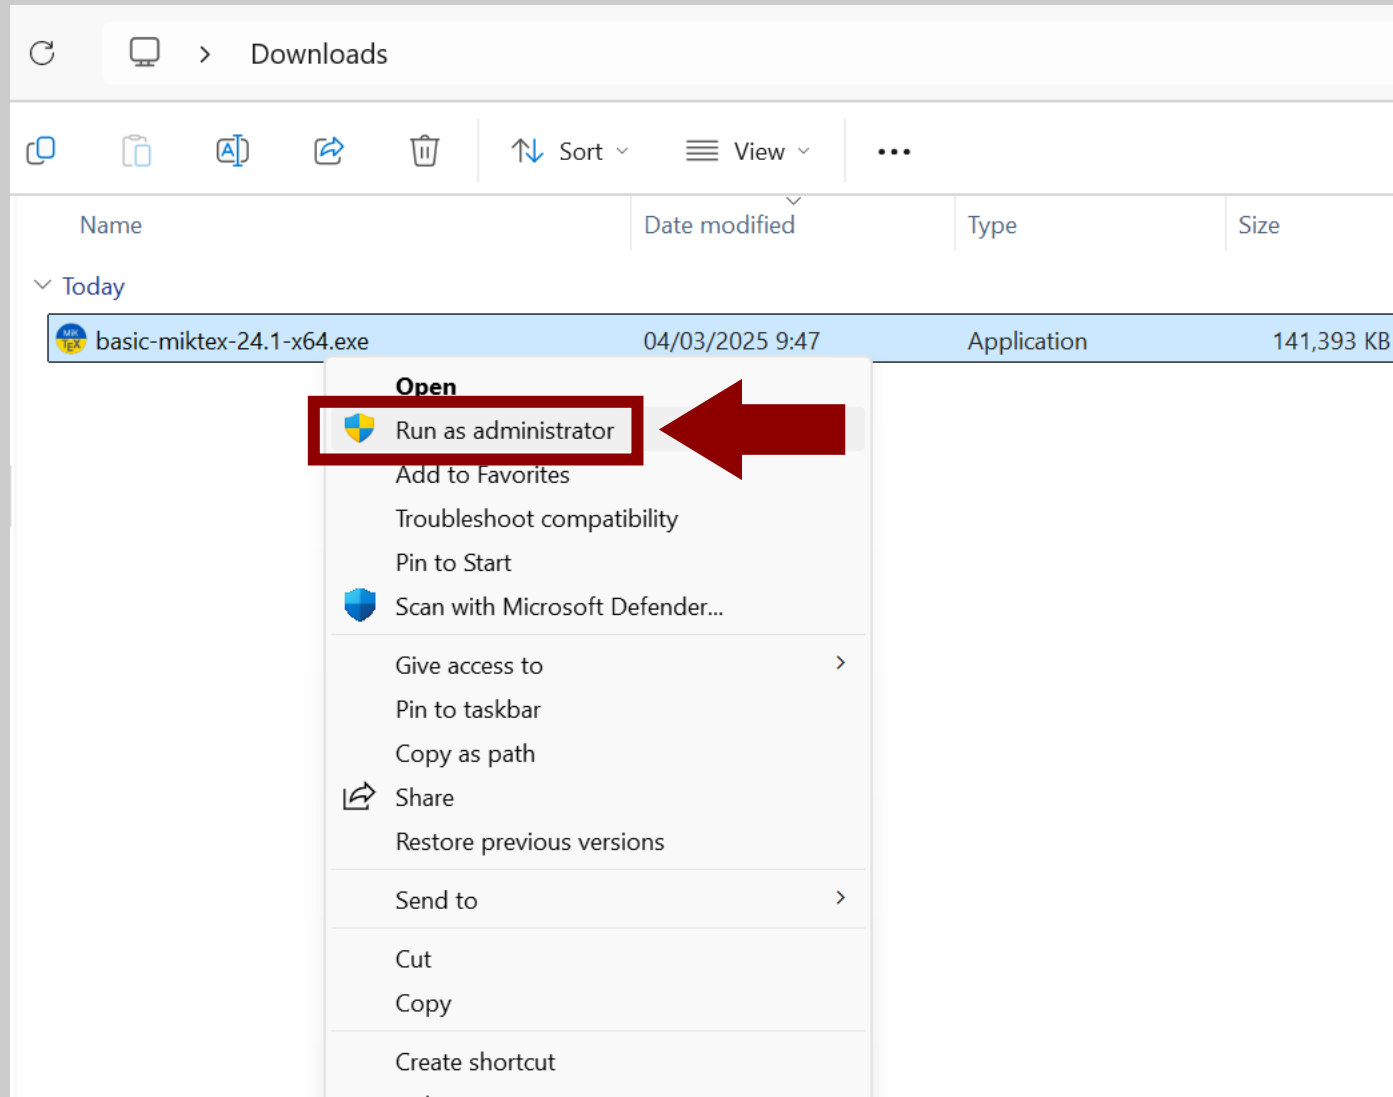 Downloads
Sort View
Name Date modified Type Size
Today
MiK TEX basic-miktex-24.1-x64.exe 04/03/2025 9:47 Application 141,393 KB
Open
Run as administrator
Add to Favorites
Troubleshoot compatibility
Pin to Start
Scan with Microsoft Defender...
Give access to
Pin to taskbar
Copy as path
Share
Restore previous versions
Send to
Cut
Copy
Create shortcut